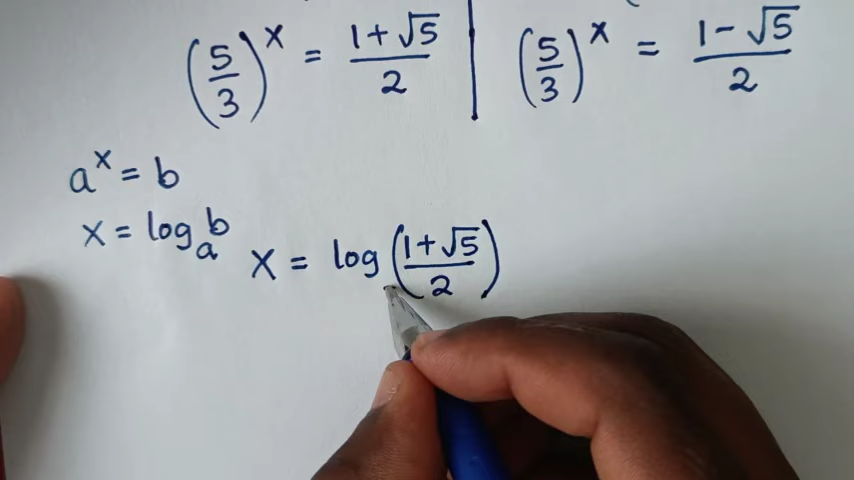 (5/3)^x = (1 + √5)/2 | (5/3)^x = (1 - √5)/2
a^x = b
x = log_a b
x = log ((1 + √5)/2)